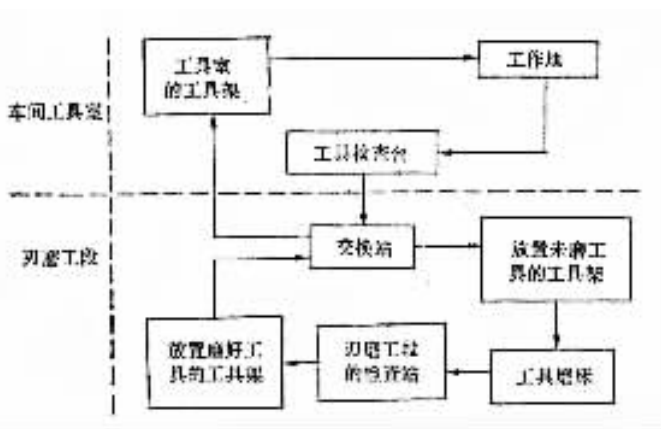 工具室
的工具架
工作地
车间工具室
工具检查台
刃磨工段
交换站
放置未磨工
具的工具架
放置磨好工
具的工具架
刃磨工段
的检查站
工具磨床